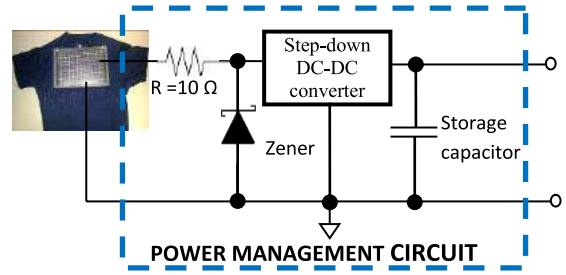 Step-down
DC-DC
converter
R =10 Ω
Zener
Storage
capacitor
POWER MANAGEMENT CIRCUIT